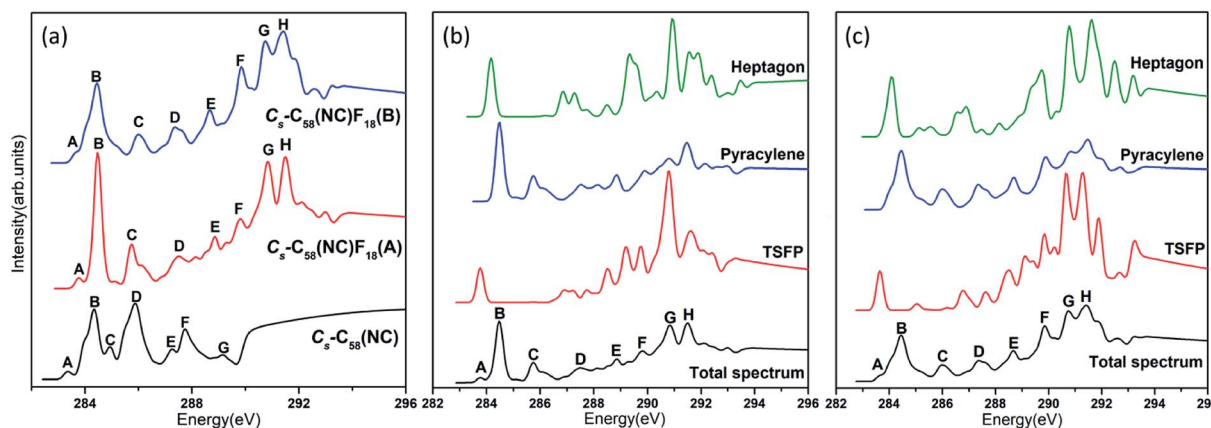 (a)
G H
F
B
E
D
C
A
Cs-C58(NC)F18(B)
B
G H
C
F
E
D
A
Cs-C58(NC)F18(A)
D
B
F
C
E
A
G
Cs-C58(NC)
Intensity(arb.units)
284 288 292 296
Energy(eV)
(b)
Heptagon
Pyracylene
TSFP
B
G H
C
F
E
D
A
Total spectrum
282 284 286 288 290 292 294 296
Energy(eV)
(c)
Heptagon
Pyracylene
TSFP
H
G
F
B
E
D
C
A
Total spectrum
282 284 286 288 290 292 294 29
Energy(eV)